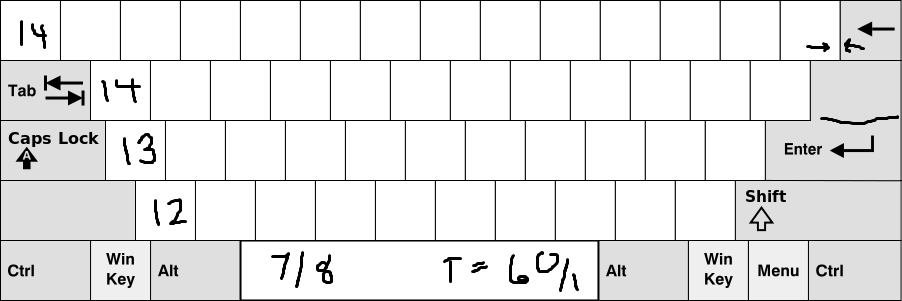 14
Tab 14
Caps Lock 13 Enter
A
12 Shift
Ctrl Win Key Alt 7/8 T = 60/1 Alt Win Key Menu Ctrl